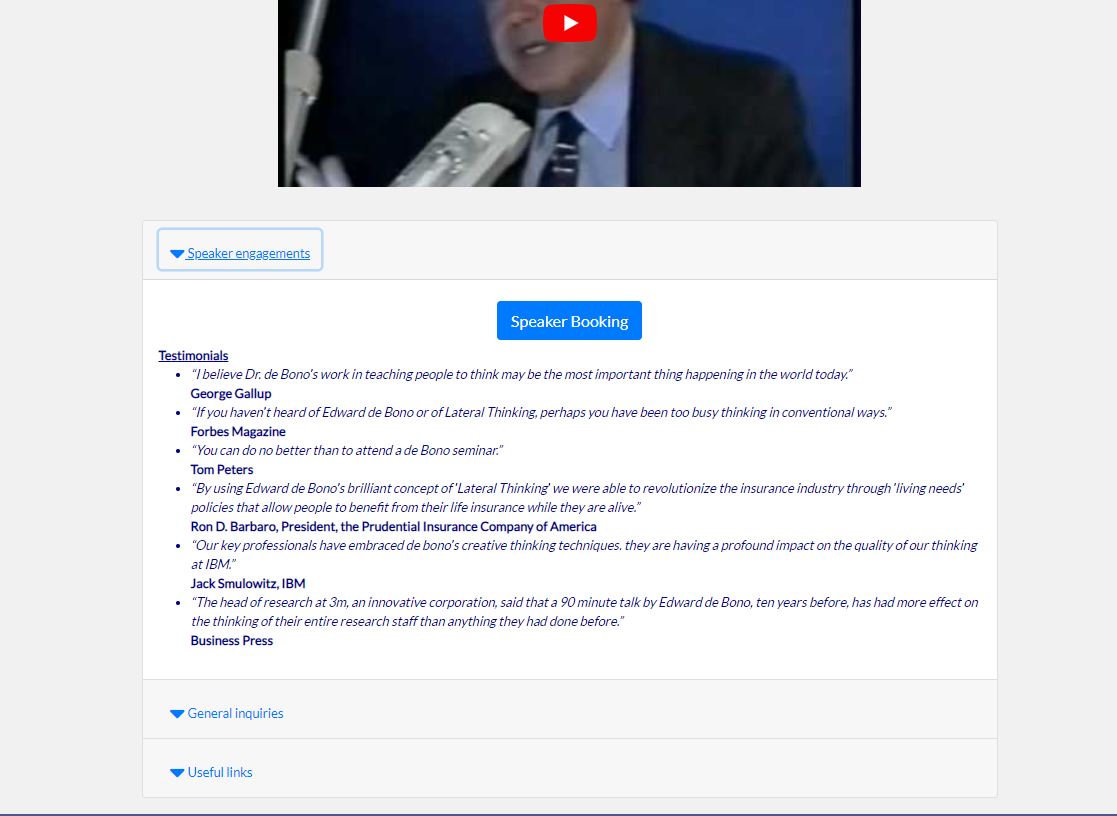 Speaker engagements
Speaker Booking
Testimonials
“I believe Dr. de Bono's work in teaching people to think may be the most important thing happening in the world today.”
George Gallup
“If you haven't heard of Edward de Bono or of Lateral Thinking, perhaps you have been too busy thinking in conventional ways.”
Forbes Magazine
“You can do no better than to attend a de Bono seminar.”
Tom Peters
“By using Edward de Bono's brilliant concept of 'Lateral Thinking' we were able to revolutionize the insurance industry through 'living needs'
policies that allow people to benefit from their life insurance while they are alive.”
Ron D. Barbaro, President, the Prudential Insurance Company of America
“Our key professionals have embraced de bono's creative thinking techniques. they are having a profound impact on the quality of our thinking
at IBM.”
Jack Smulowitz, IBM
“The head of research at 3m, an innovative corporation, said that a 90 minute talk by Edward de Bono, ten years before, has had more effect on
the thinking of their entire research staff than anything they had done before.”
Business Press
General inquiries
Useful links